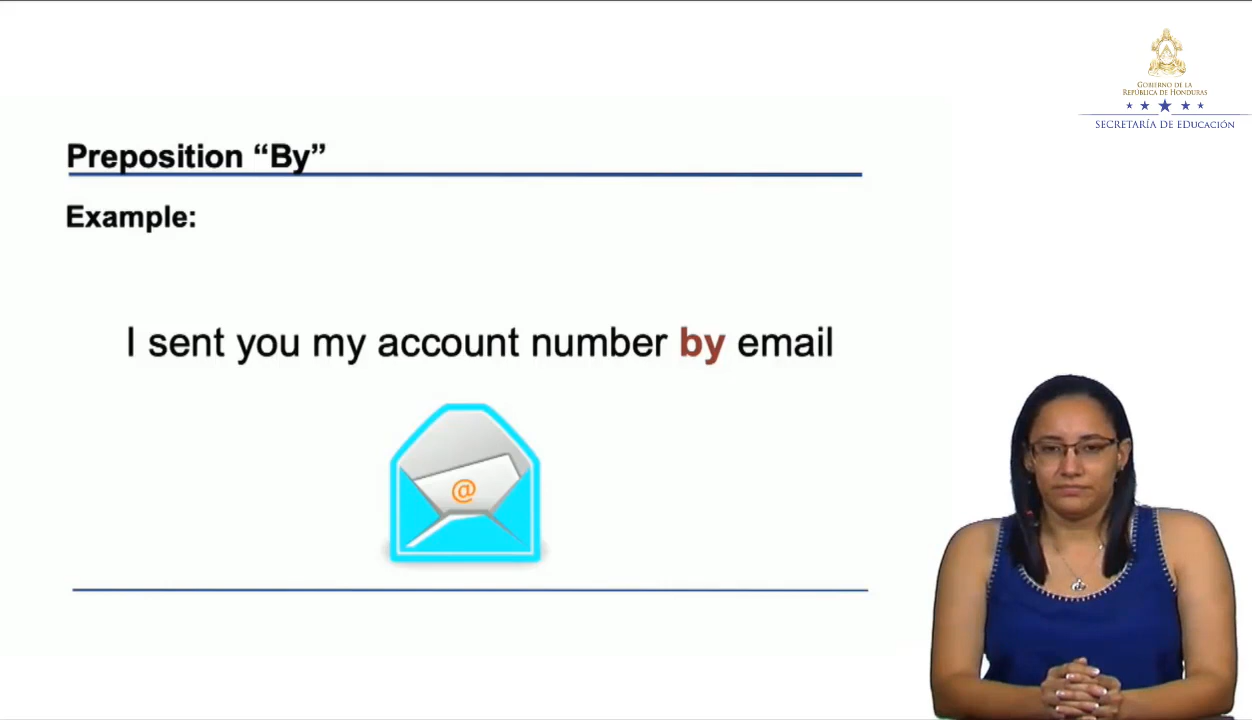 GOBIERNO DE LA
REPÚBLICA DE HONDURAS
SECRETARÍA DE EDUCACIÓN
Preposition “By”
Example:
I sent you my account number by email
@